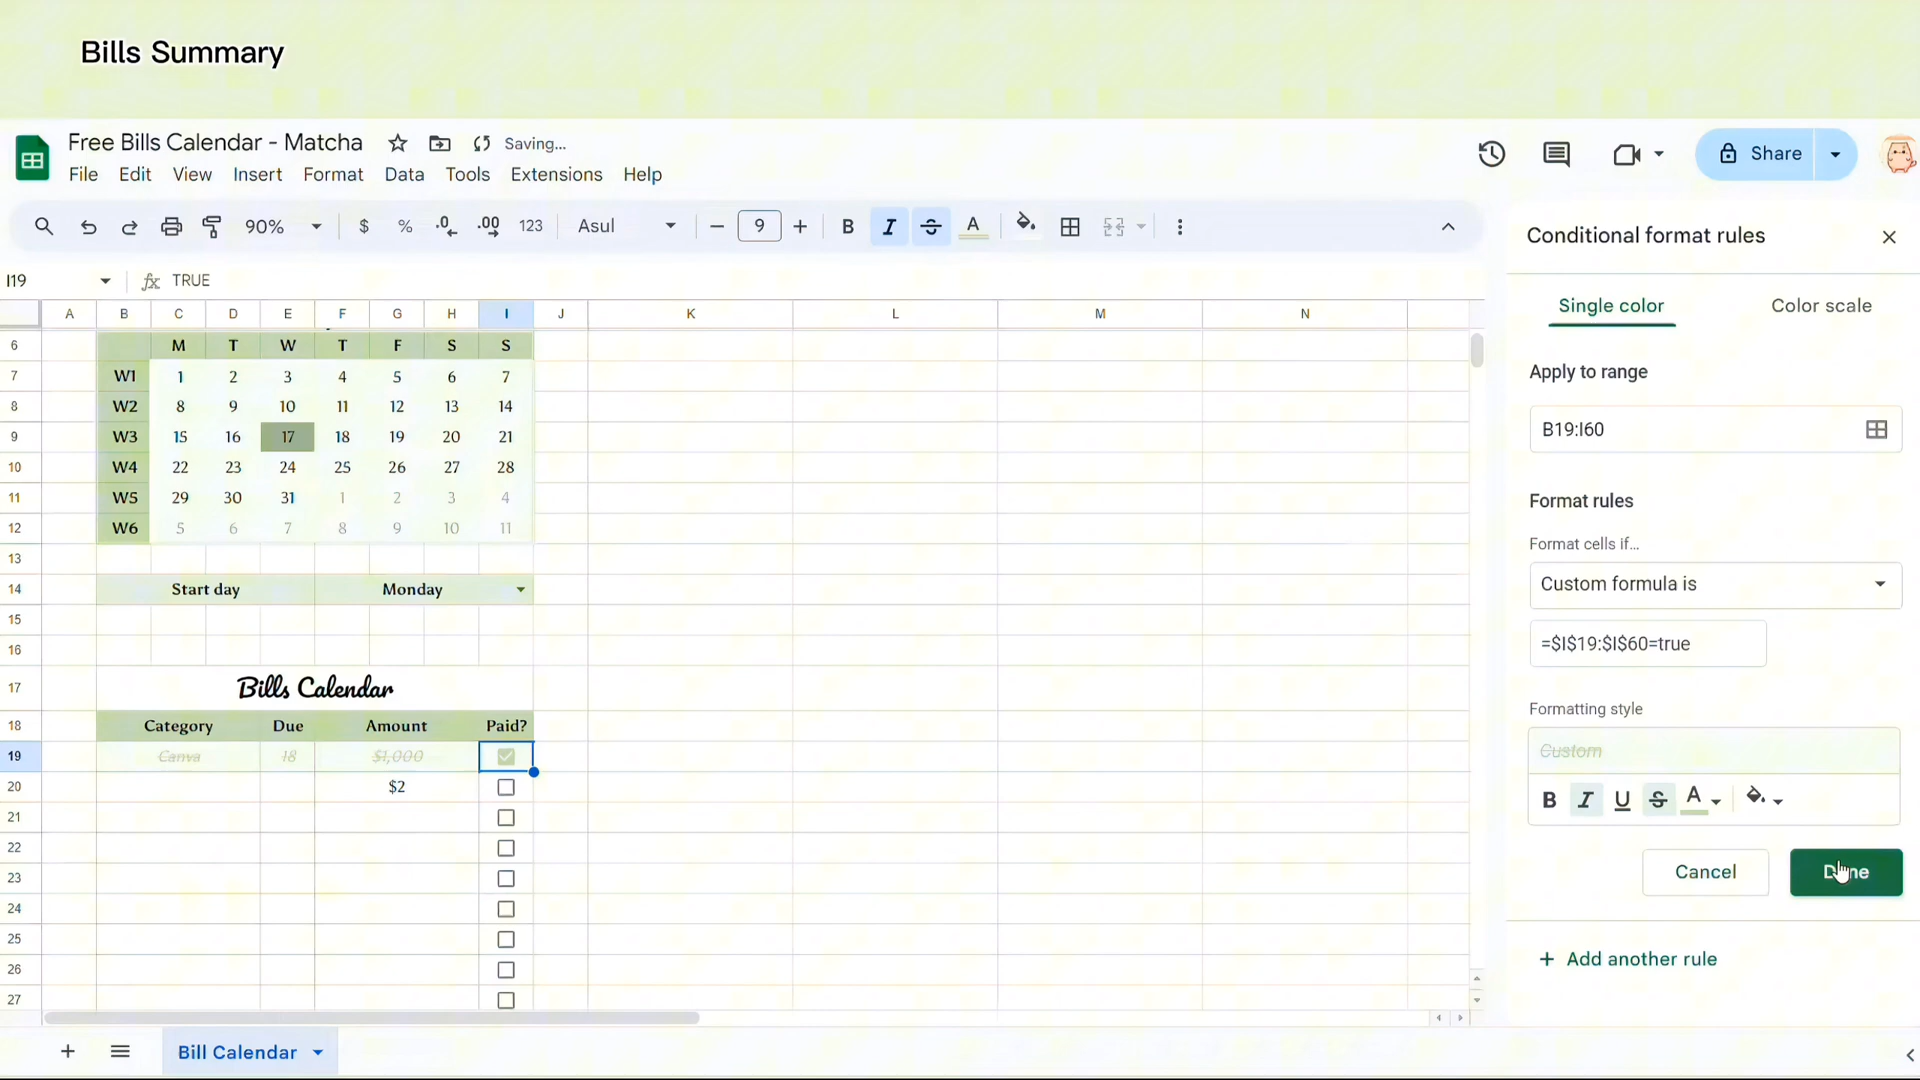 Bills Summary
Free Bills Calendar - Matcha Saving...
File Edit View Insert Format Data Tools Extensions Help
Share
90% $ % .0 .00 123 Asul 9 B I S A
I19 fx TRUE
A B C D E F G H I J K L M N
6 M T W T F S S
7 W1 1 2 3 4 5 6 7
8 W2 8 9 10 11 12 13 14
9 W3 15 16 17 18 19 20 21
10 W4 22 23 24 25 26 27 28
11 W5 29 30 31 1 2 3 4
12 W6 5 6 7 8 9 10 11
13
14 Start day Monday
15
16
17 Bills Calendar
18 Category Due Amount Paid?
19 Canva 18 $1,000
20 $2
21
22
23
24
25
26
27
Bill Calendar
Conditional format rules
Single color Color scale
Apply to range
B19:I60
Format rules
Format cells if...
Custom formula is
=$I$19:$I$60=true
Formatting style
Custom
B I U S A
Cancel Done
+ Add another rule